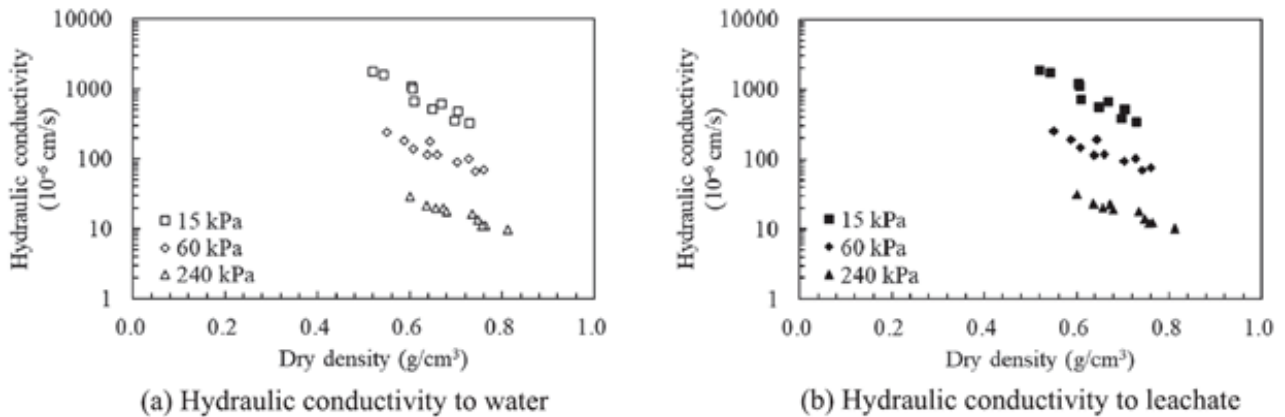 10000
1000
100
10
1
Hydraulic conductivity
(10⁻⁶ cm/s)
15 kPa
60 kPa
240 kPa
0.0 0.2 0.4 0.6 0.8 1.0
Dry density (g/cm³)
(a) Hydraulic conductivity to water
10000
1000
100
10
1
Hydraulic conductivity
(10⁻⁶ cm/s)
15 kPa
60 kPa
240 kPa
0.0 0.2 0.4 0.6 0.8 1.0
Dry density (g/cm³)
(b) Hydraulic conductivity to leachate